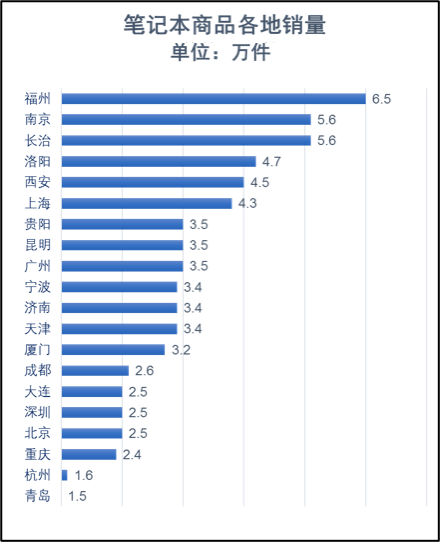 笔记本商品各地销量
单位：万件
福州 6.5
南京 5.6
长治 5.6
洛阳 4.7
西安 4.5
上海 4.3
贵阳 3.5
昆明 3.5
广州 3.5
宁波 3.4
济南 3.4
天津 3.4
厦门 3.2
成都 2.6
大连 2.5
深圳 2.5
北京 2.5
重庆 2.4
杭州 1.6
青岛 1.5